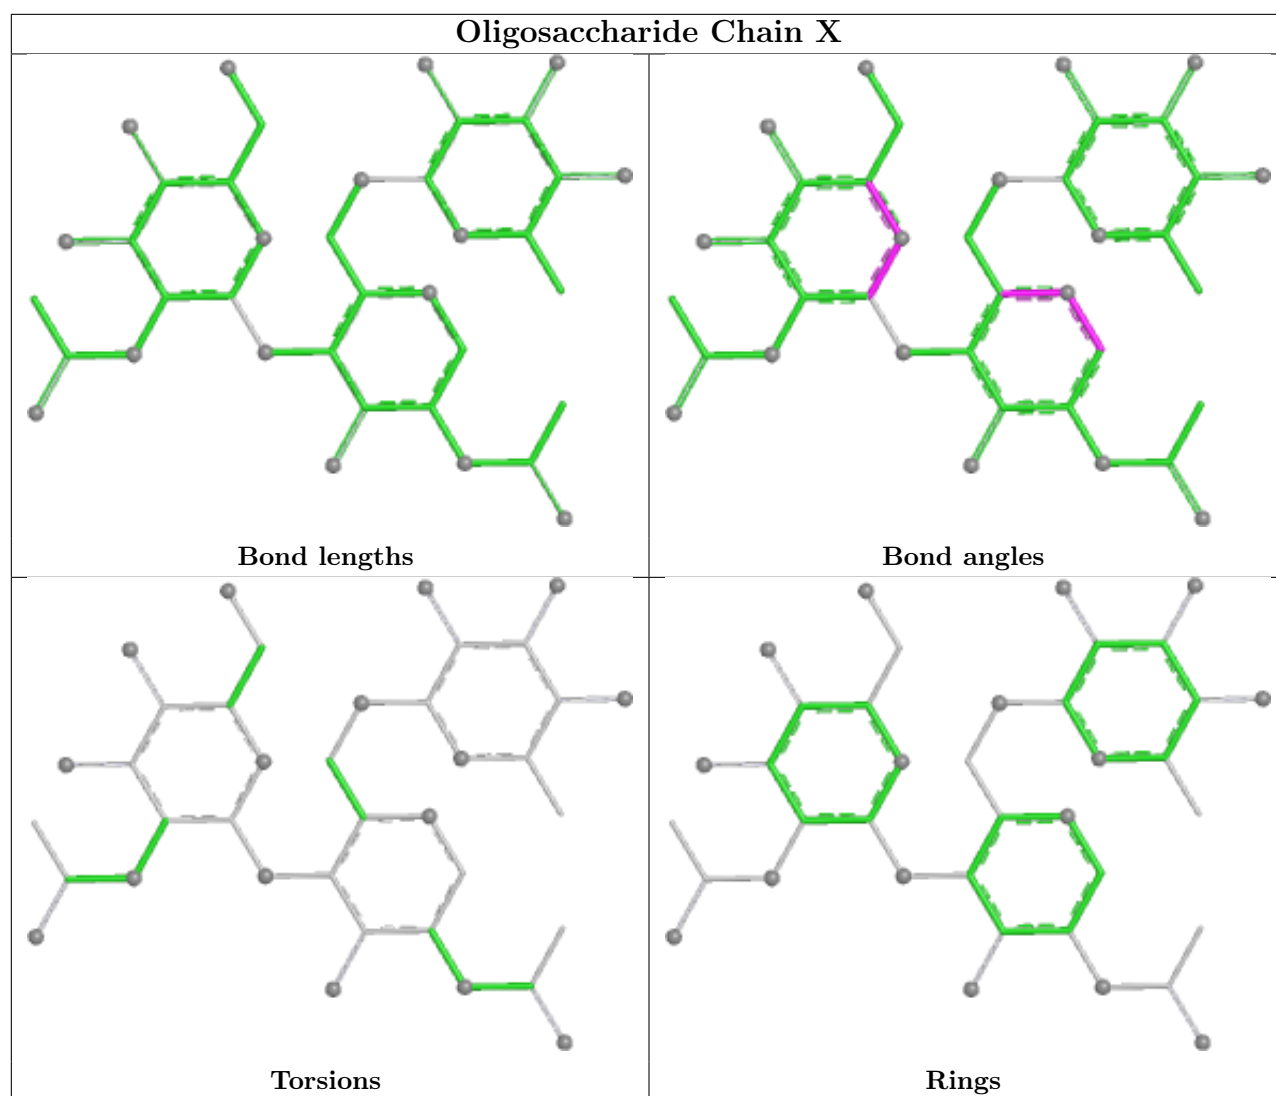 Oligosaccharide Chain X
Bond lengths
Bond angles
Torsions
Rings